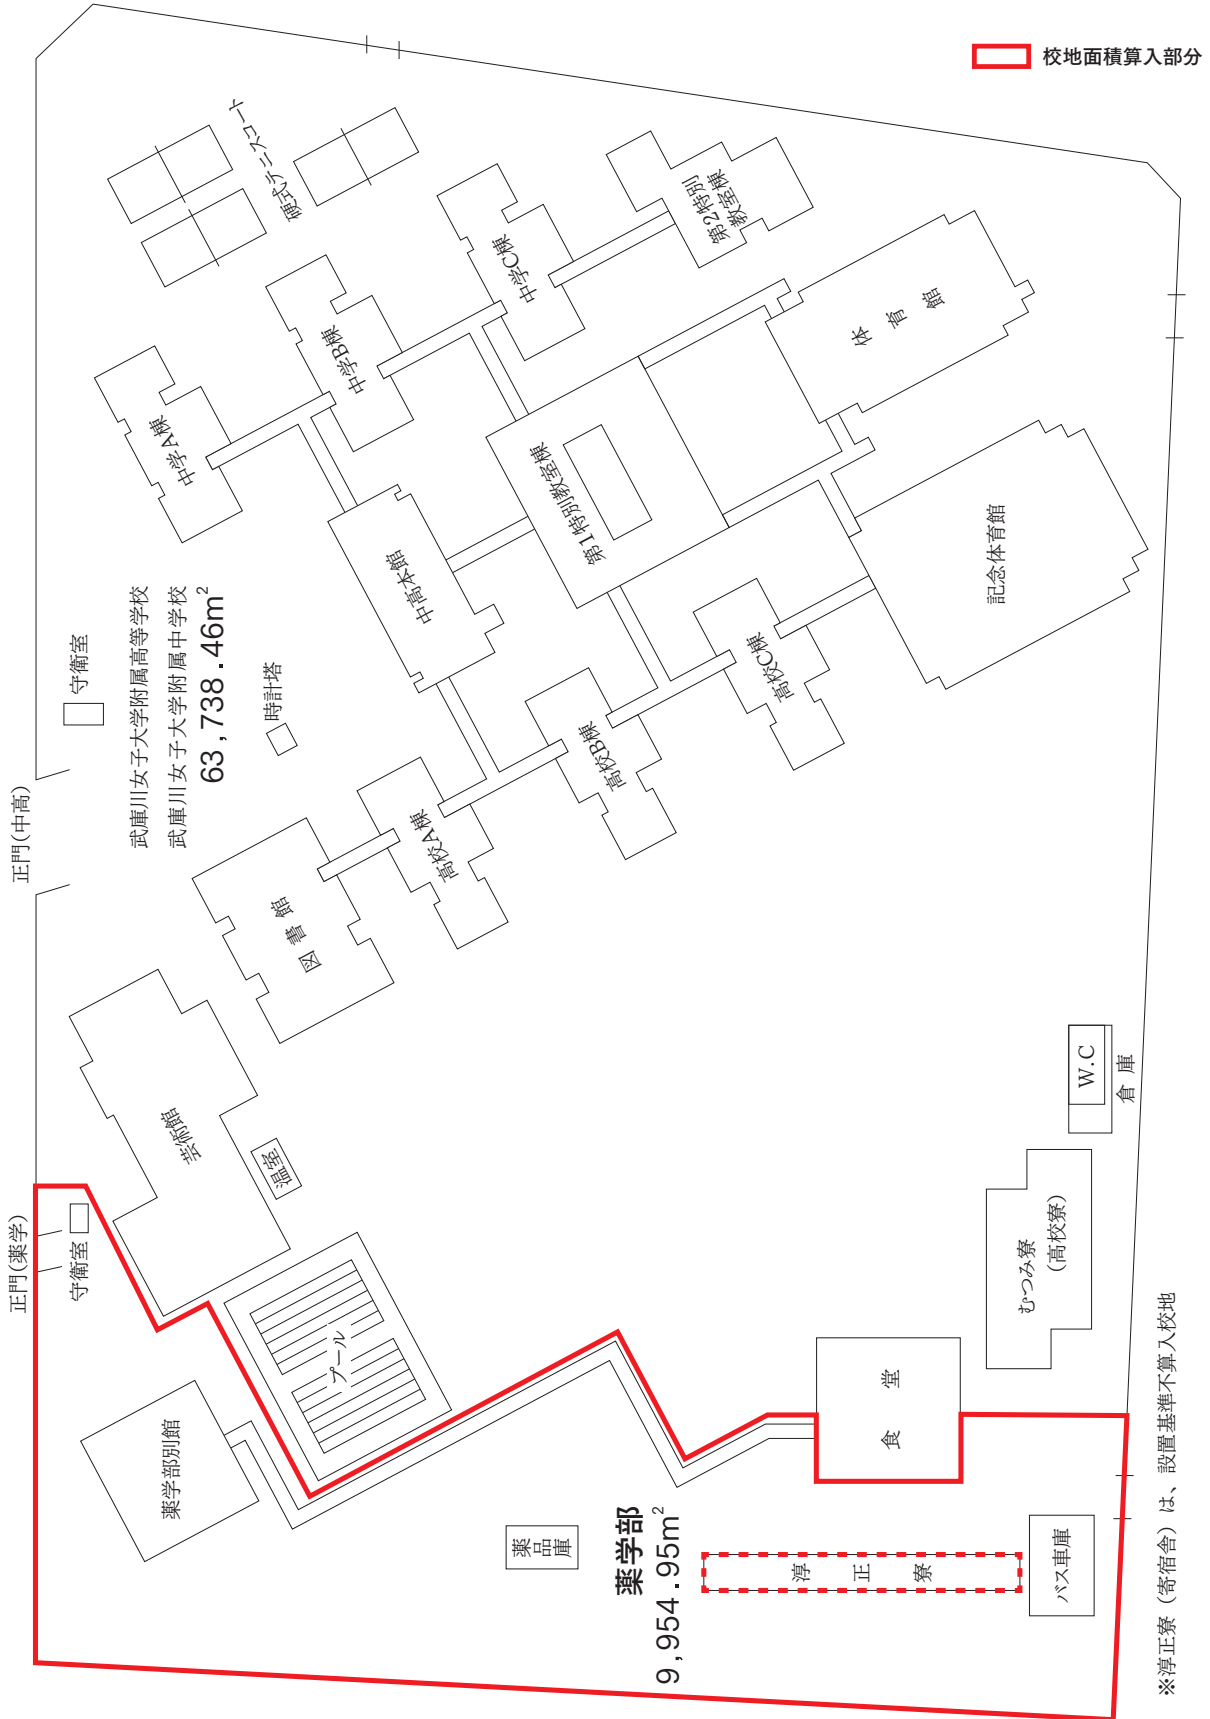 校地面積算入部分
硬式テニスコート
中学A棟
中学B棟
中学C棟
第2特別
教室棟
体育館
第1特別教室棟
中高本館
記念体育館
高校A棟
高校B棟
高校C棟
守衛室
武庫川女子大学附属高等学校
武庫川女子大学附属中学校
63,738.46m²
時計塔
正門(中高)
図書館
芸術館
温室
正門(薬学)
守衛室
プール
薬学部別館
薬品庫
薬学部
9,954.95m²
淳正寮
バス車庫
食堂
むつみ寮
(高校寮)
W.C
倉庫
※淳正寮（寄宿舎）は、設置基準不算入校地